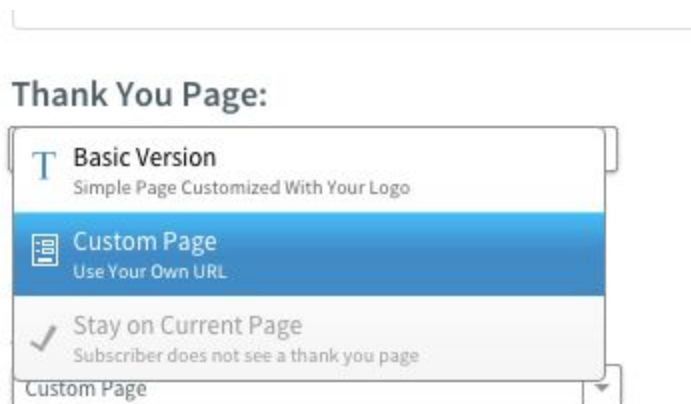 Thank You Page:
Basic Version
Simple Page Customized With Your Logo
Custom Page
Use Your Own URL
Stay on Current Page
Subscriber does not see a thank you page
Custom Page